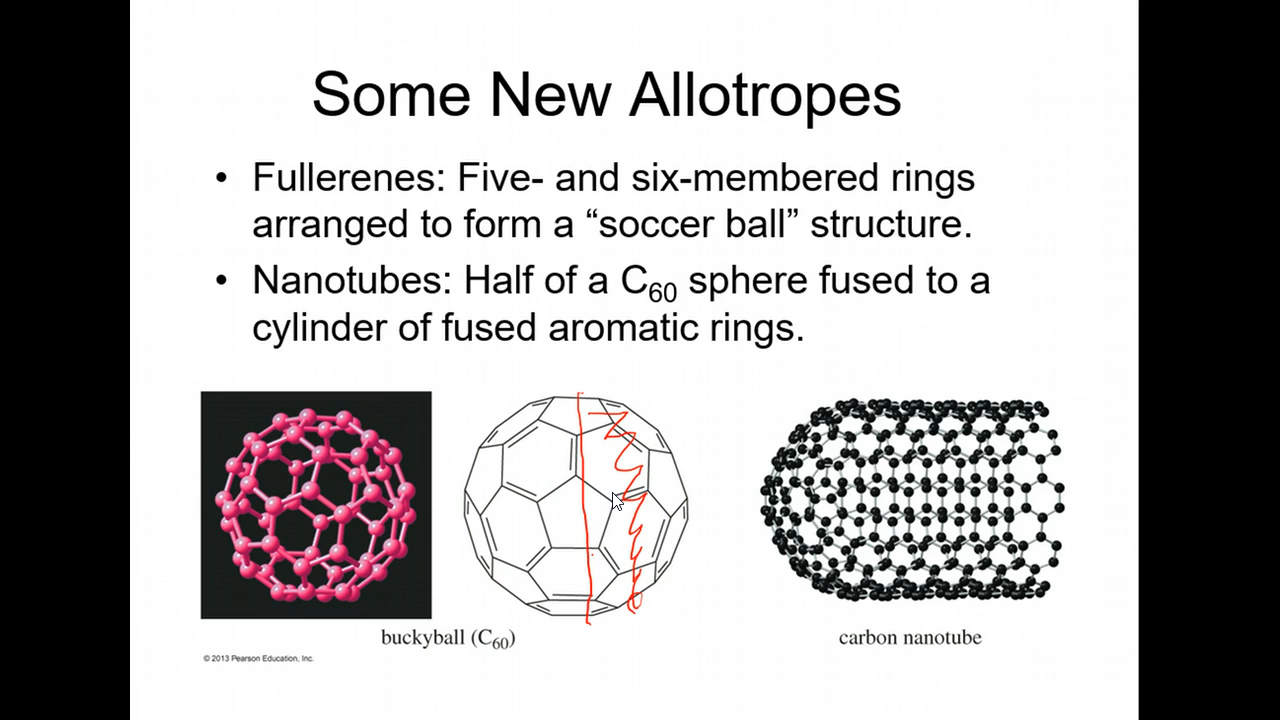 Some New Allotropes
• Fullerenes: Five- and six-membered rings
arranged to form a “soccer ball” structure.
• Nanotubes: Half of a C₆₀ sphere fused to a
cylinder of fused aromatic rings.
buckyball (C₆₀)
carbon nanotube
© 2013 Pearson Education, Inc.